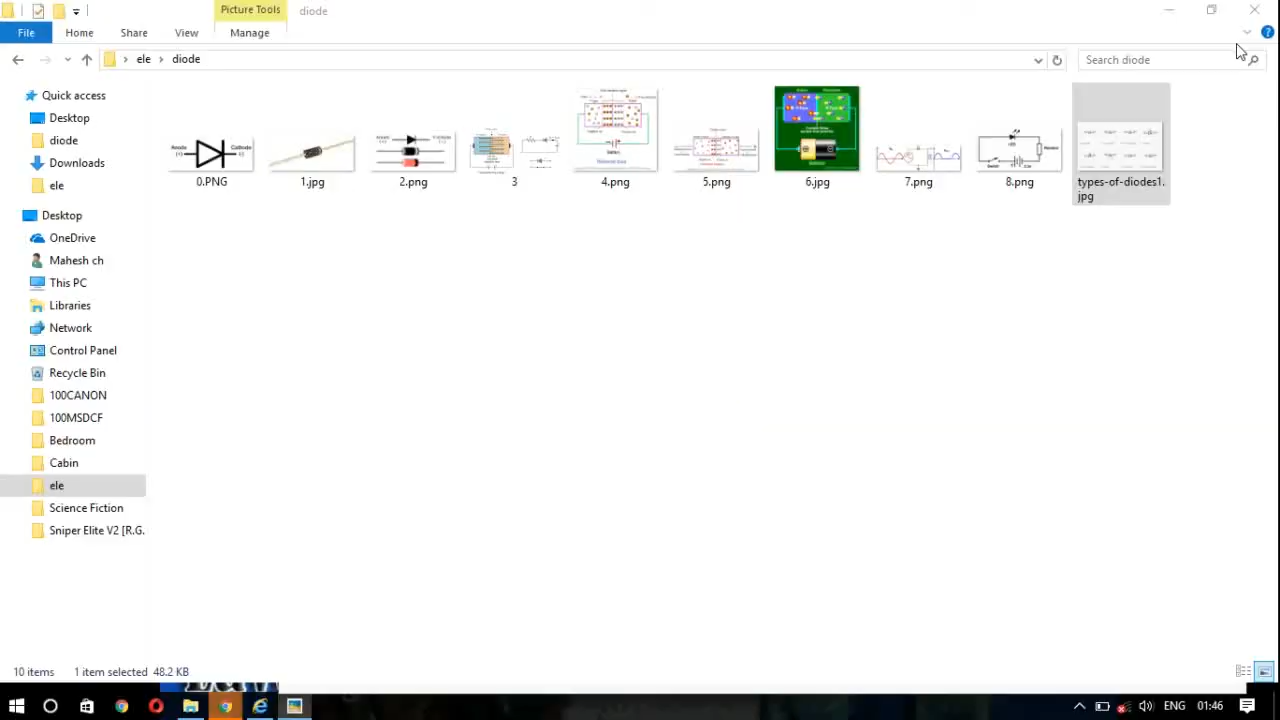 Picture Tools
diode
File
Home
Share
View
Manage
ele
diode
Search diode
Quick access
Desktop
diode
Downloads
ele
Desktop
OneDrive
Mahesh ch
This PC
Libraries
Network
Control Panel
Recycle Bin
100CANON
100MSDCF
Bedroom
Cabin
ele
Science Fiction
Sniper Elite V2 [R.G.
0.PNG
1.jpg
2.png
3
4.png
5.png
6.jpg
7.png
8.png
types-of-diodes1.
jpg
10 items
1 item selected 48.2 KB
ENG
01:46